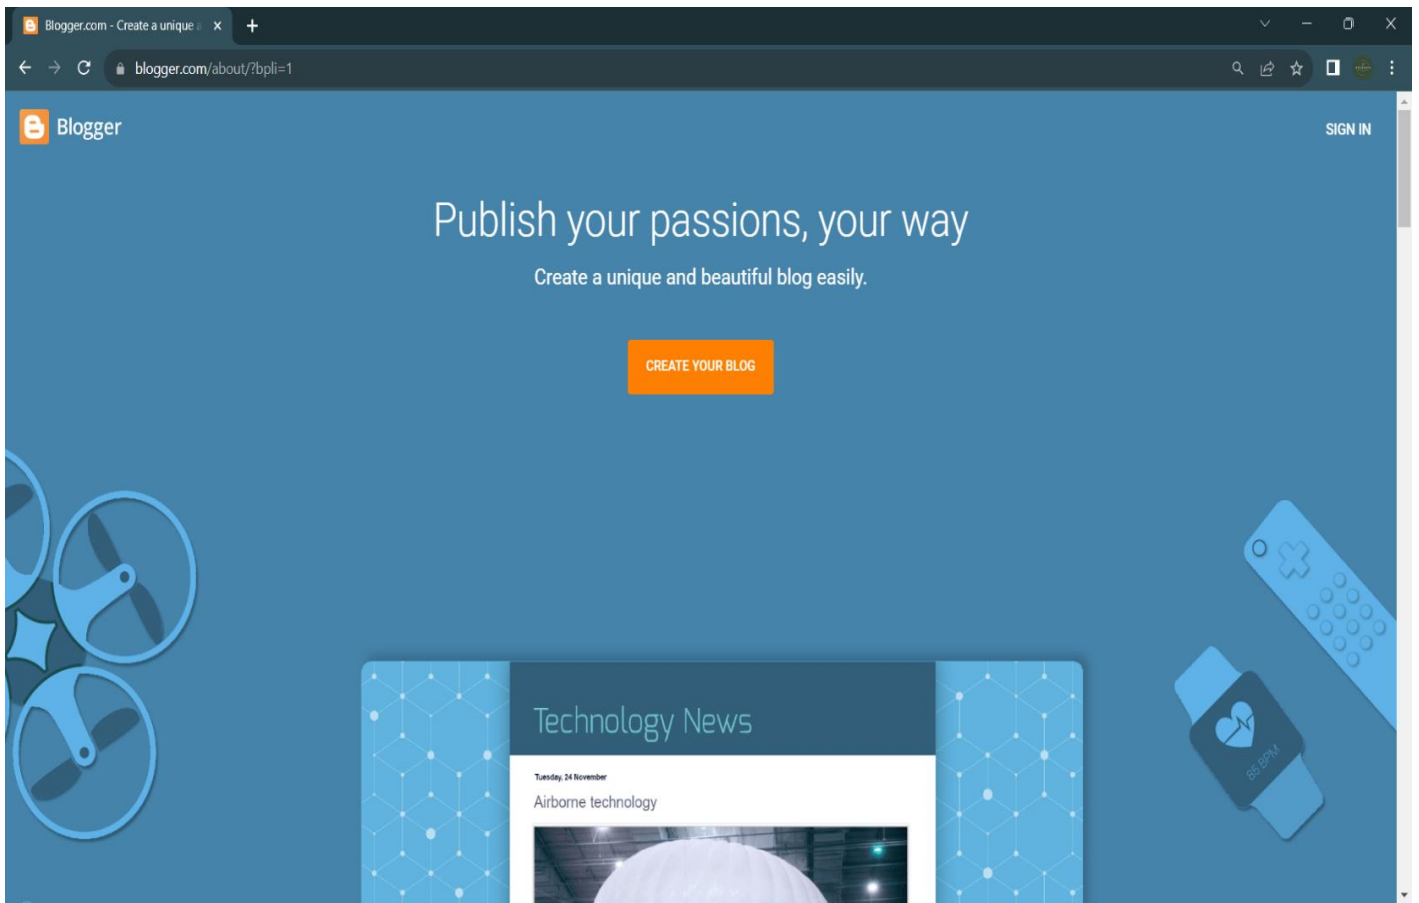 Blogger.com - Create a unique a
blogger.com/about/?bpli=1
Blogger
SIGN IN
Publish your passions, your way
Create a unique and beautiful blog easily.
CREATE YOUR BLOG
Technology News
Tuesday, 24 November
Airborne technology
85 BPM